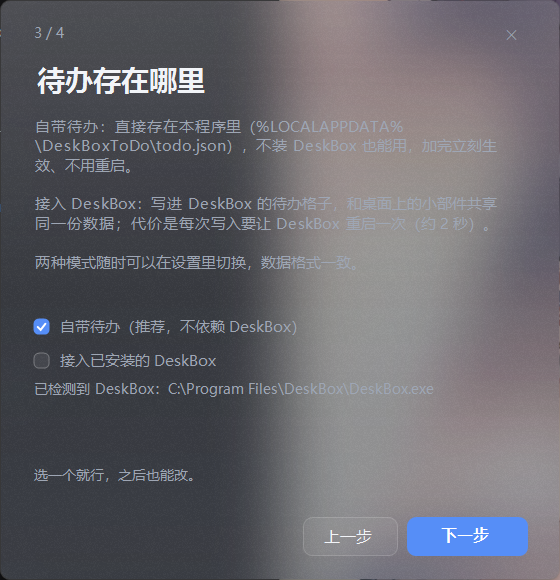 3 / 4
待办存在哪里
自带待办：直接存在本程序里（%LOCALAPPDATA%
\DeskBoxToDo\todo.json），不装 DeskBox 也能用，加完立刻生
效、不用重启。
接入 DeskBox：写进 DeskBox 的待办格子，和桌面上的小部件共享
同一份数据；代价是每次写入要让 DeskBox 重启一次（约 2 秒）。
两种模式随时可以在设置里切换，数据格式一致。
自带待办（推荐，不依赖 DeskBox）
接入已安装的 DeskBox
已检测到 DeskBox：C:\Program Files\DeskBox\DeskBox.exe
选一个就行，之后也能改。
上一步
下一步